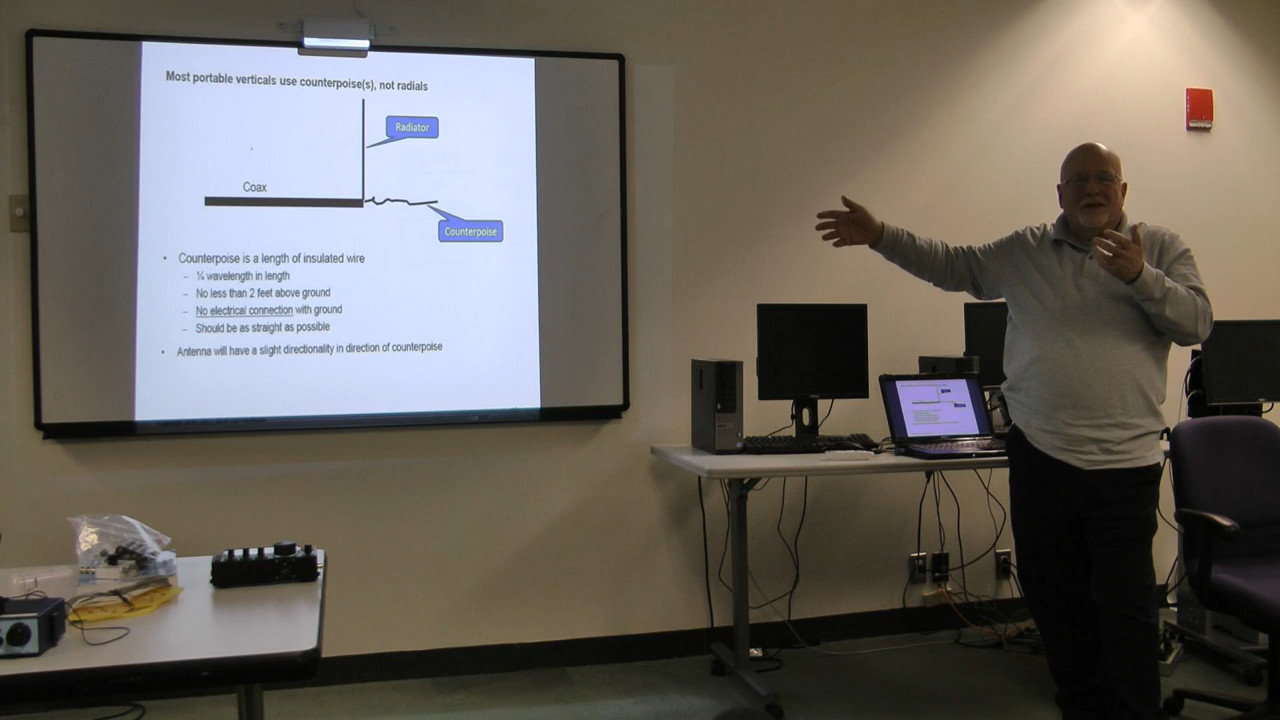 Most portable verticals use counterpoise(s), not radials
Radiator
Coax
Counterpoise
• Counterpoise is a length of insulated wire
– ¼ wavelength in length
– No less than 2 feet above ground
– No electrical connection with ground
– Should be as straight as possible
• Antenna will have a slight directionality in direction of counterpoise